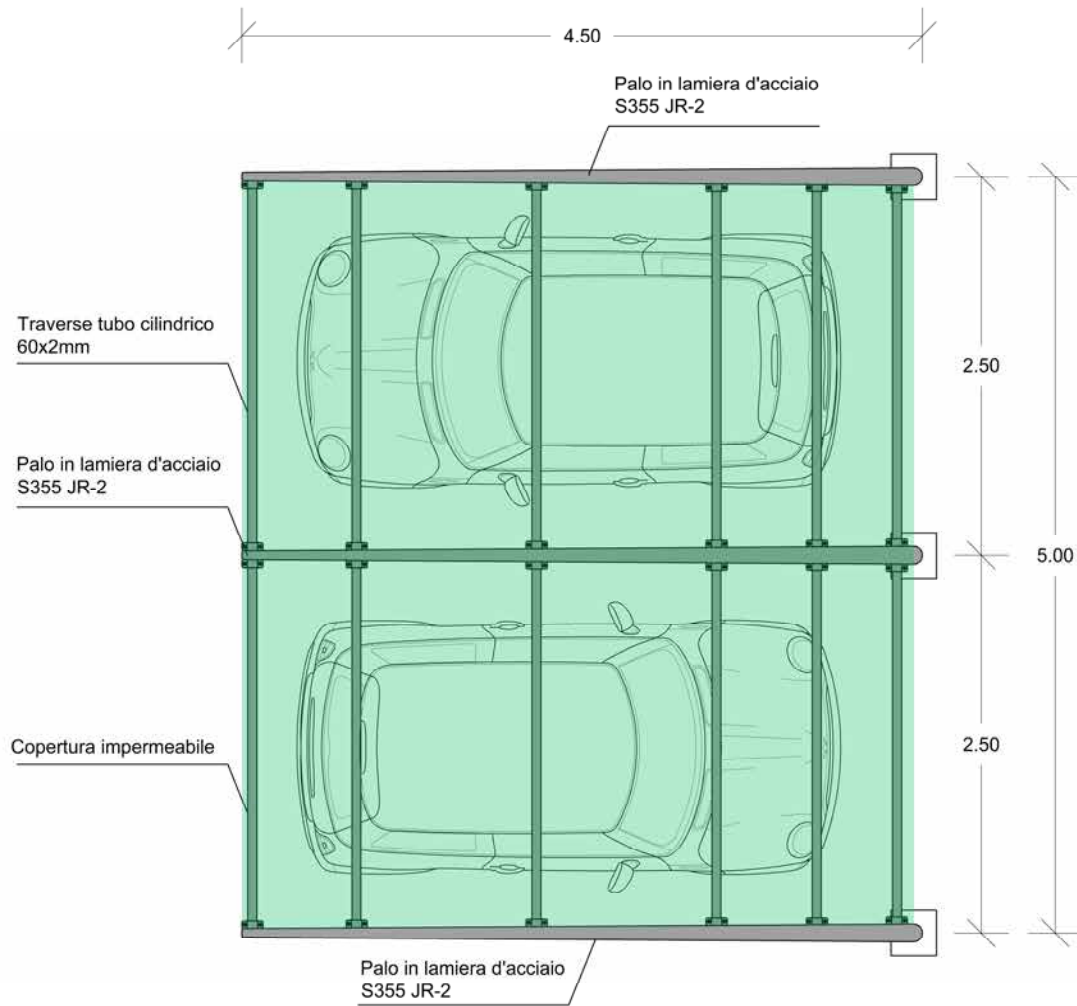 4.50
Palo in lamiera d'acciaio
S355 JR-2
Traverse tubo cilindrico
60x2mm
2.50
Palo in lamiera d'acciaio
S355 JR-2
5.00
Copertura impermeabile
2.50
Palo in lamiera d'acciaio
S355 JR-2